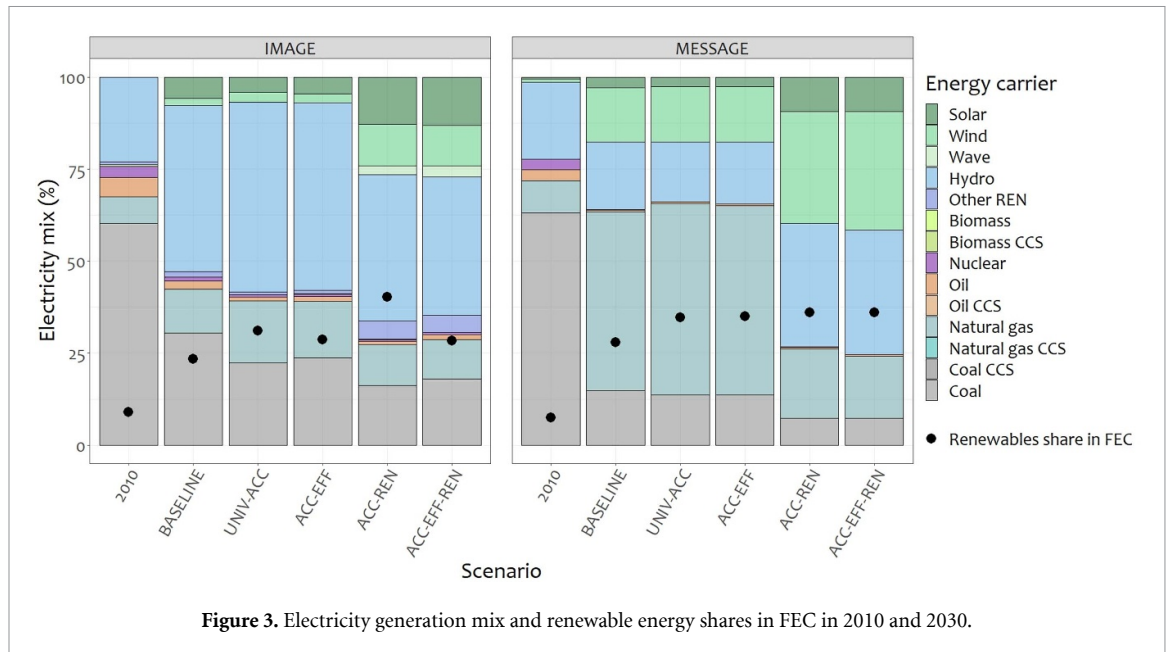 IMAGE
MESSAGE
Electricity mix (%)
100
75
50
25
0
2010
BASELINE
UNIV-ACC
ACC-EFF
ACC-REN
ACC-EFF-REN
2010
BASELINE
UNIV-ACC
ACC-EFF
ACC-REN
ACC-EFF-REN
Scenario
Energy carrier
Solar
Wind
Wave
Hydro
Other REN
Biomass
Biomass CCS
Nuclear
Oil
Oil CCS
Natural gas
Natural gas CCS
Coal CCS
Coal
Renewables share in FEC
Figure 3. Electricity generation mix and renewable energy shares in FEC in 2010 and 2030.